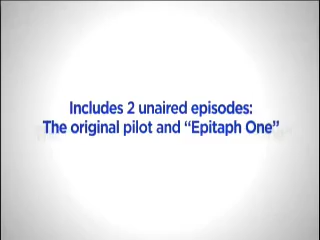 Includes 2 unaired episodes:
The original pilot and “Epitaph One”